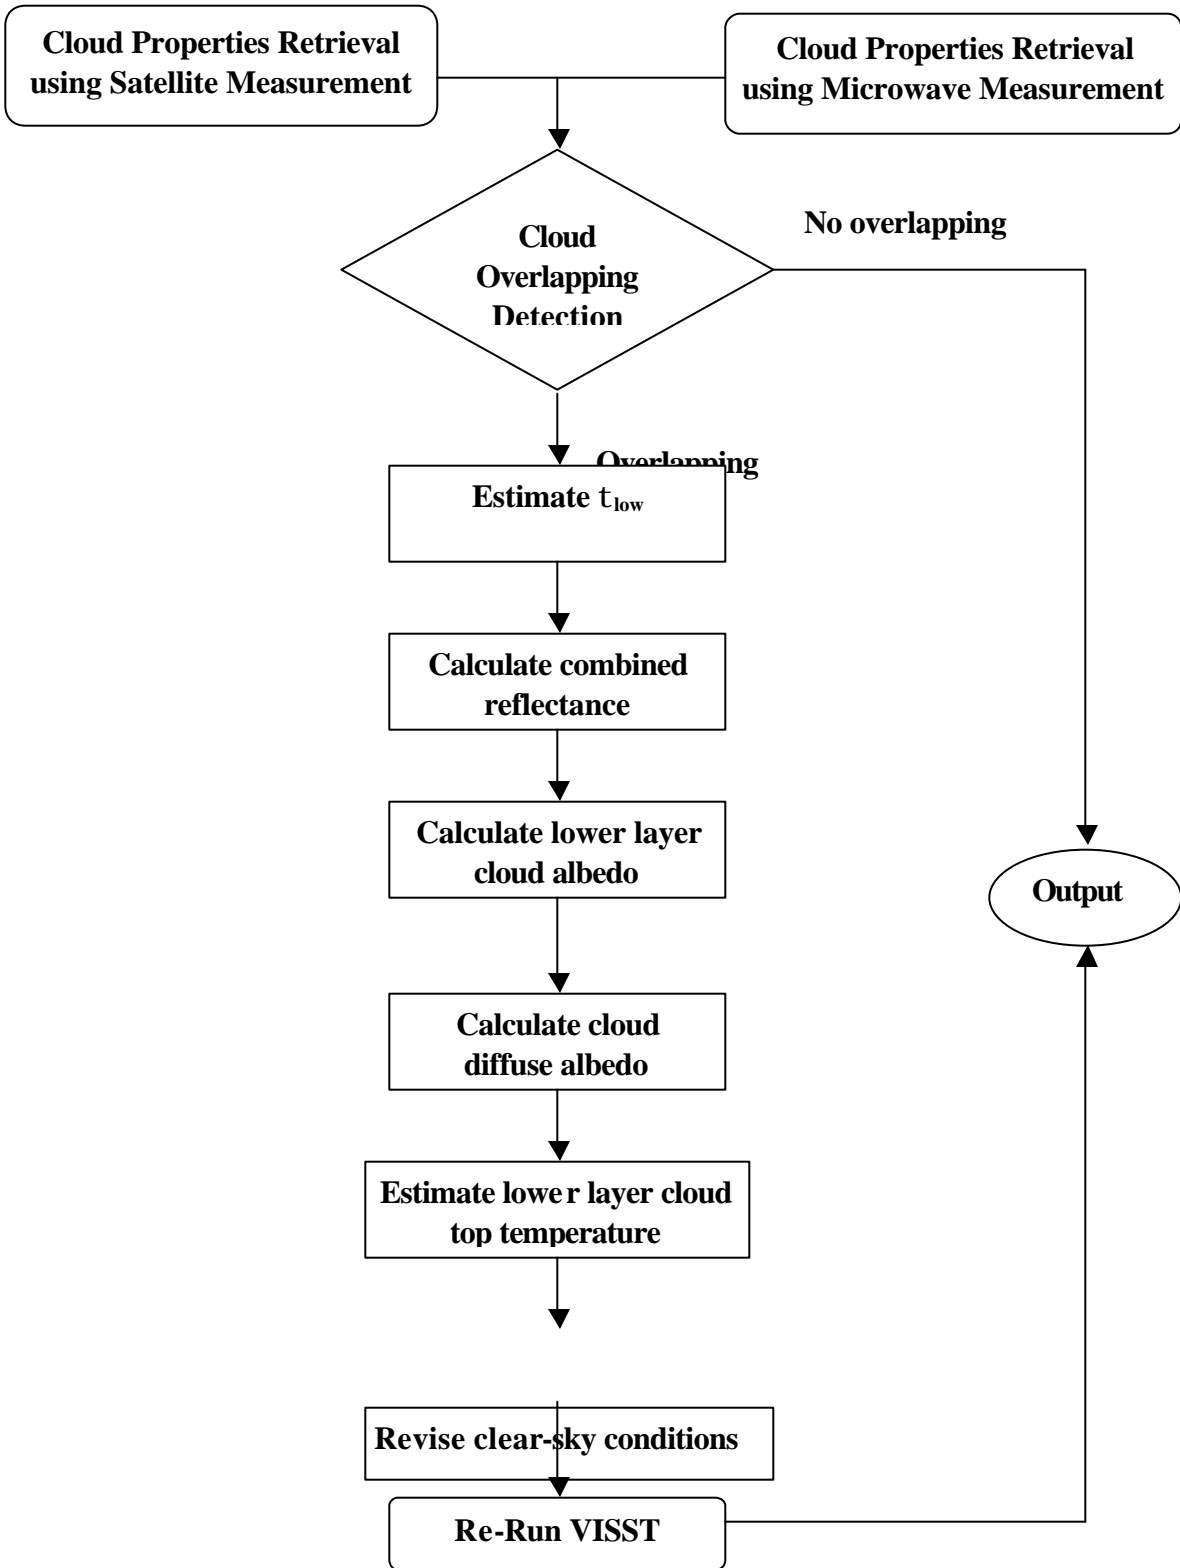 Cloud Properties Retrieval
using Satellite Measurement
Cloud Properties Retrieval
using Microwave Measurement
No overlapping
Cloud
Overlapping
Detection
Overlapping
Estimate τlow
Calculate combined
reflectance
Calculate lower layer
cloud albedo
Output
Calculate cloud
diffuse albedo
Estimate lower layer cloud
top temperature
Revise clear-sky conditions
Re-Run VISST